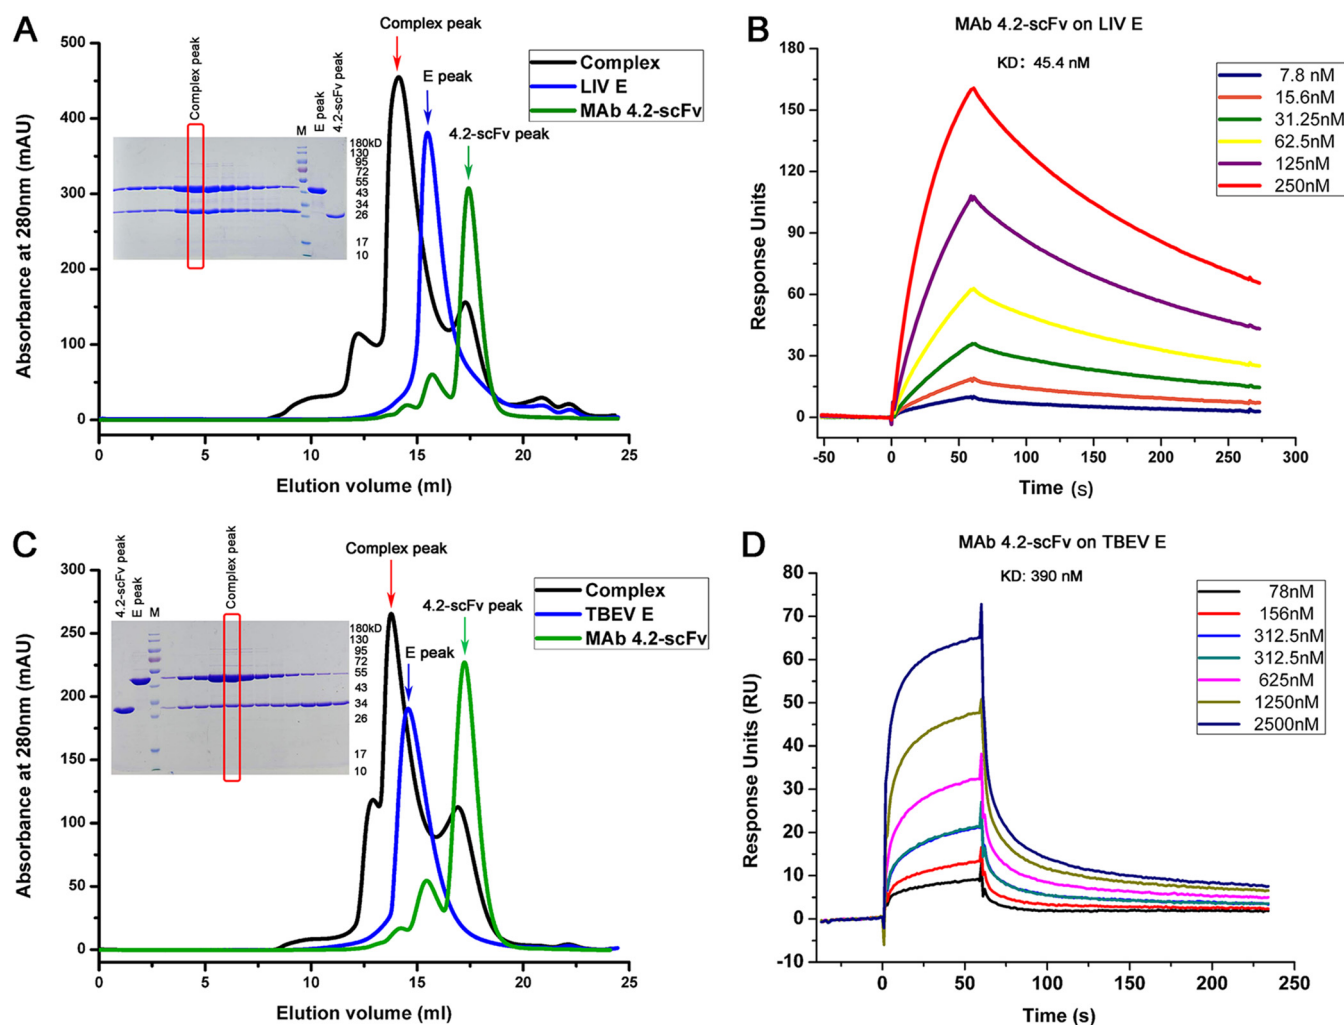 A
Complex peak
E peak
4.2-scFv peak
Complex
LIV E
MAb 4.2-scFv
Complex peak
M
E peak
4.2-scFv peak
180kD
130
95
72
55
43
34
26
17
10
Absorbance at 280nm (mAU)
500
400
300
200
100
0
0 5 10 15 20 25
Elution volume (ml)
B
MAb 4.2-scFv on LIV E
KD: 45.4 nM
7.8 nM
15.6nM
31.25nM
62.5nM
125nM
250nM
Response Units
180
150
120
90
60
30
0
-50 0 50 100 150 200 250 300
Time (s)
C
Complex peak
E peak
4.2-scFv peak
Complex
TBEV E
MAb 4.2-scFv
4.2-scFv peak
E peak
M
Complex peak
180kD
130
95
72
55
43
34
26
17
10
Absorbance at 280nm (mAU)
300
250
200
150
100
50
0
0 5 10 15 20 25
Elution volume (ml)
D
MAb 4.2-scFv on TBEV E
KD: 390 nM
78nM
156nM
312.5nM
312.5nM
625nM
1250nM
2500nM
Response Units (RU)
80
70
60
50
40
30
20
10
0
-10
0 50 100 150 200 250
Time (s)